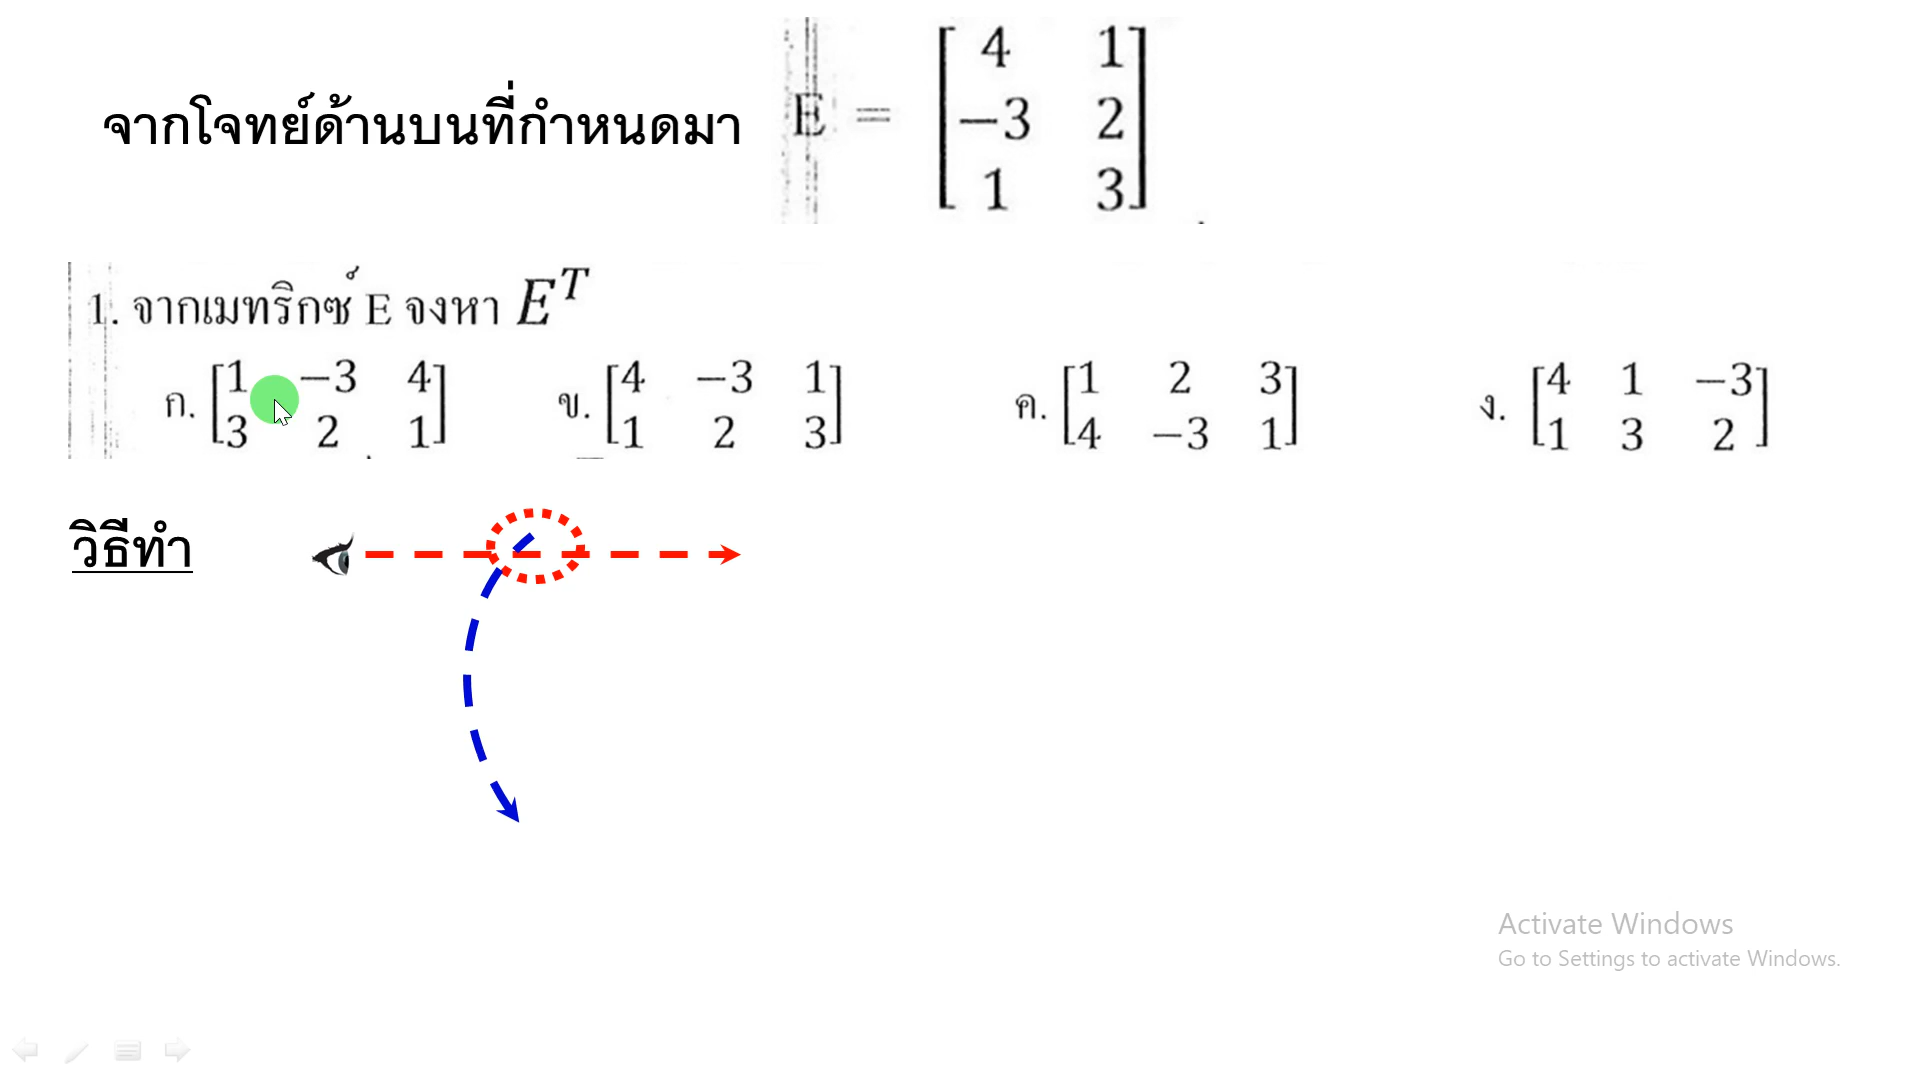 จากโจทย์ด้านบนที่กำหนดมา E = [4 1
-3 2
1 3]
1. จากเมทริกซ์ E จงหา E^T
ก. [1 -3 4 ข. [4 -3 1 ค. [1 2 3 ง. [4 1 -3
3 2 1] 1 2 3] 4 -3 1] 1 3 2]
วิธีทำ
Activate Windows
Go to Settings to activate Windows.